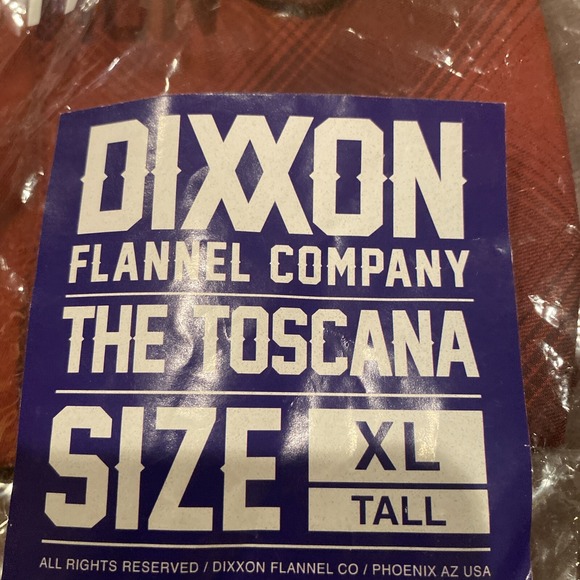 DIXXON
FLANNEL COMPANY
THE TOSCANA
SIZE XL
TALL
ALL RIGHTS RESERVED / DIXXON FLANNEL CO / PHOENIX AZ USA